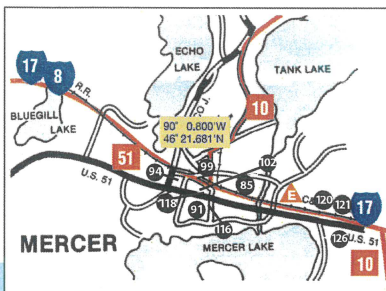 17
8
ECHO
LAKE
TANK LAKE
R.R.
BLUEGILL
LAKE
10
90° 0.800'W
46° 21.681'N
51
U.S. 51
94
99
102
85
E
120
121
17
118
91
116
126
U.S. 51
MERCER
MERCER LAKE
10